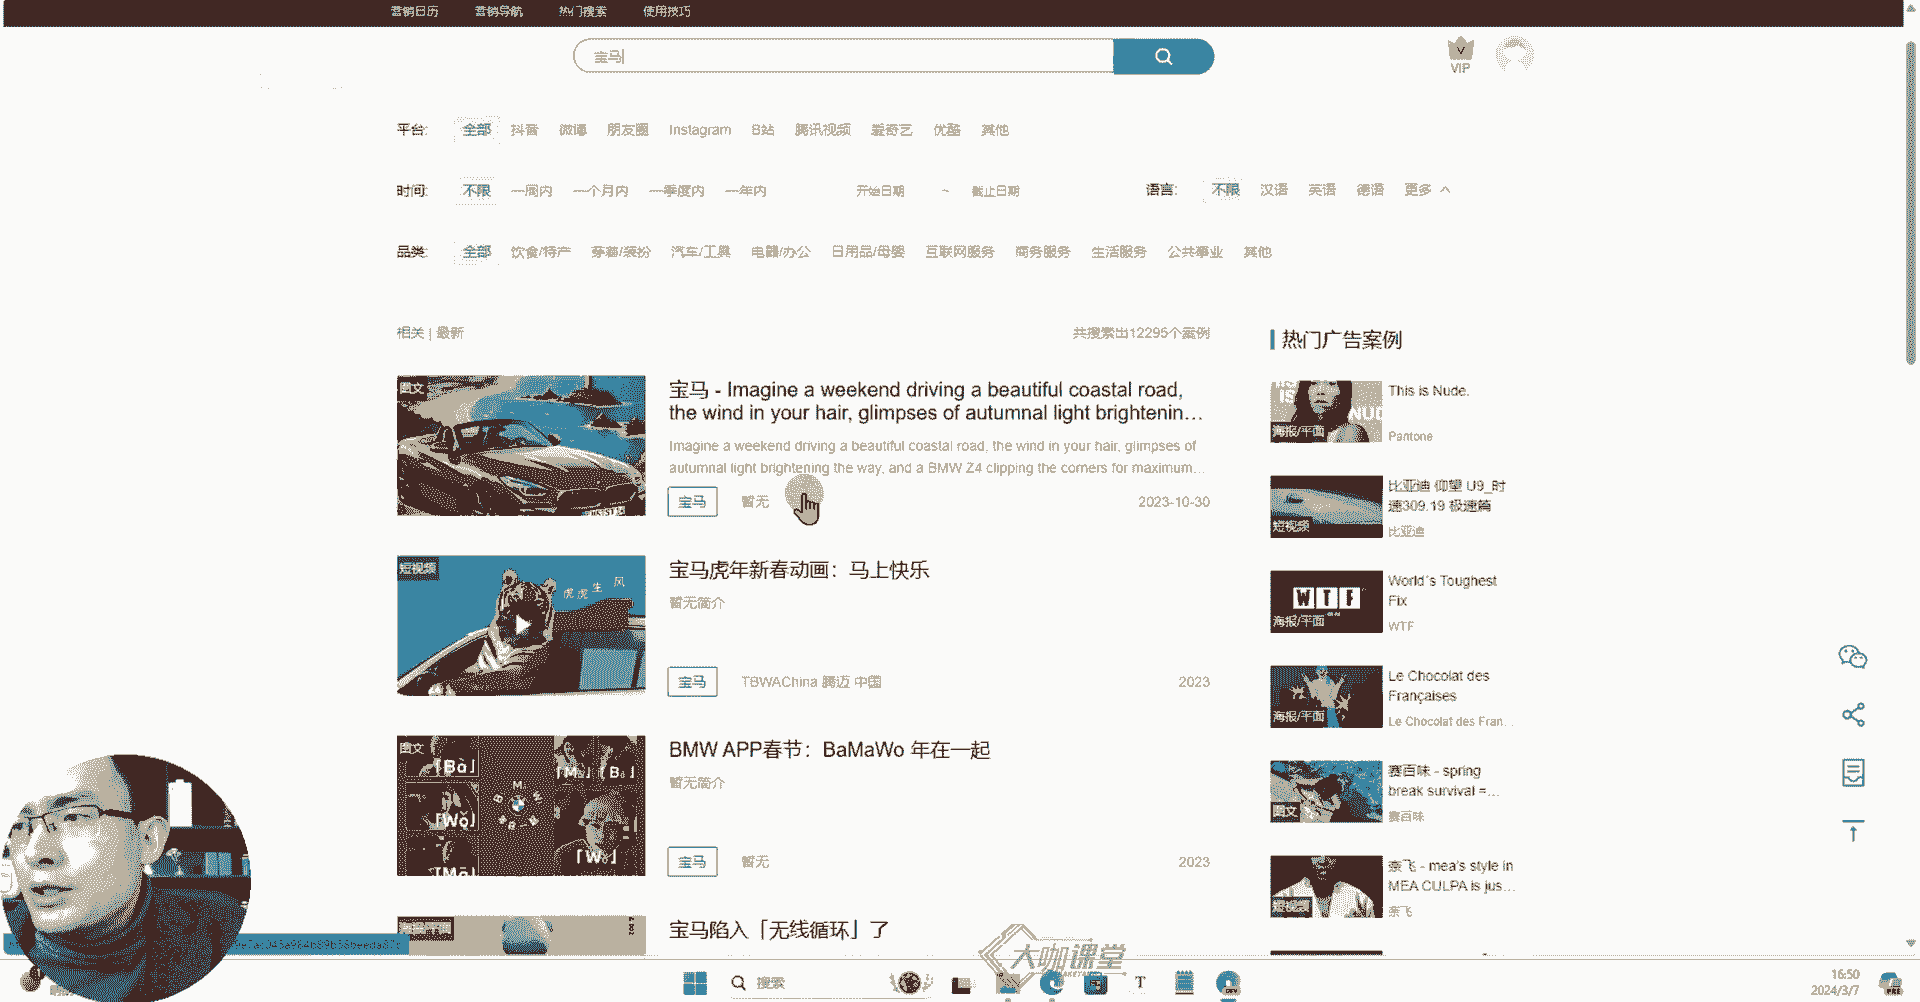 营销日历 营销导航 热门搜索 使用技巧
宝马
VIP
平台: 全部 抖音 微博 朋友圈 Instagram B站 腾讯视频 爱奇艺 优酷 其他
时间: 不限 一周内 一个月内 一季度内 一年内 开始日期 ~ 截止日期 语言: 不限 汉语 英语 德语 更多
品类: 全部 饮食/特产 穿着/装扮 汽车/工具 电器/办公 日用品/母婴 互联网服务 商务服务 生活服务 公共事业 其他
相关 | 最新 共搜索出12295个案例
图文
宝马 - Imagine a weekend driving a beautiful coastal road,
the wind in your hair, glimpses of autumnal light brightenin...
Imagine a weekend driving a beautiful coastal road, the wind in your hair, glimpses of
autumnal light brightening the way, and a BMW Z4 clipping the corners for maximum...
宝马 暂无 2023-10-30
短视频
虎虎生风
宝马虎年新春动画：马上快乐
暂无简介
宝马 TBWAChina 腾迈 中国 2023
图文
BMW APP春节：BaMaWo 年在一起
暂无简介
宝马 暂无 2023
宝马陷入「无线循环」了
热门广告案例
海报/平面
This is Nude.
Pantone
短视频
比亚迪 仰望 U9_时
速309.19 极速篇
比亚迪
WTF
海报/平面
World's Toughest
Fix
WTF
海报/平面
Le Chocolat des
Françaises
Le Chocolat des Fran...
图文
赛百味 - spring
break survival =...
赛百味
奈飞 - mea's style in
MEA CULPA is jus...
奈飞
大咖课堂
搜索
16:50
2024/3/7